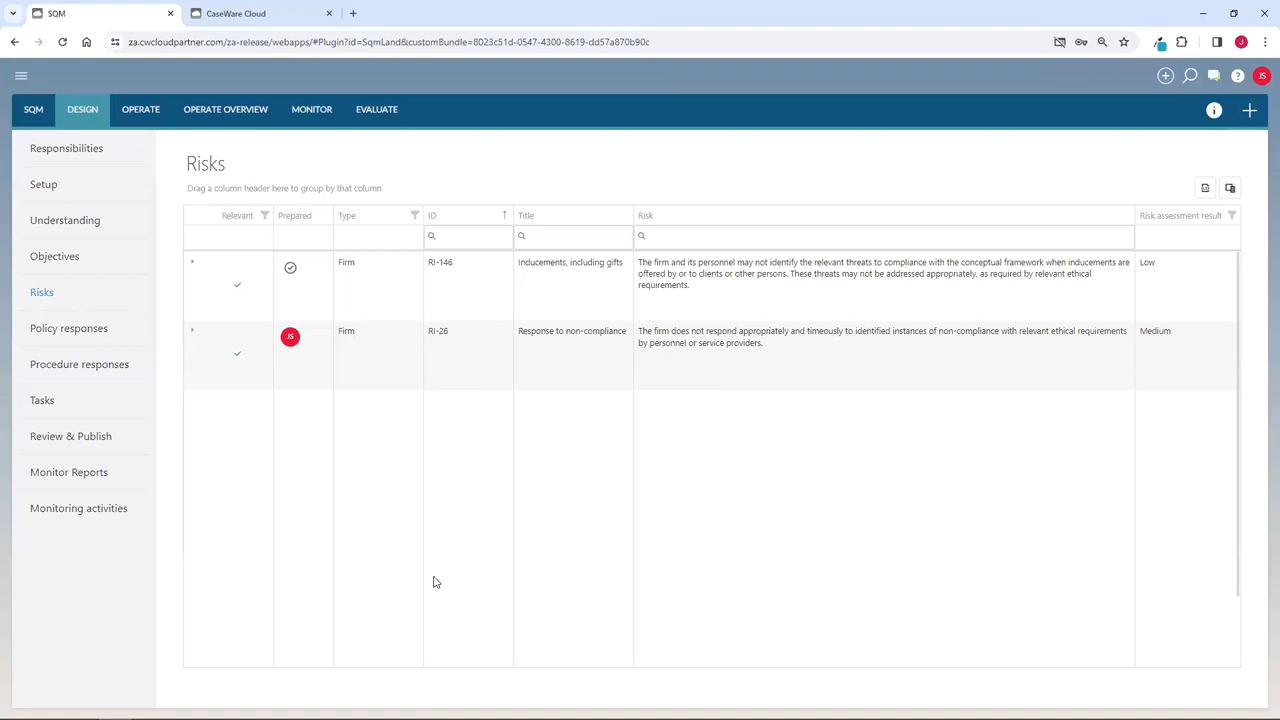 SQM
CaseWare Cloud
za.cwcloudpartner.com/za-release/webapps/#Plugin?id=SqmLand&customBundle=8023c51d-0547-4300-8619-dd57a870b90c
J
JS
SQM
DESIGN
OPERATE
OPERATE OVERVIEW
MONITOR
EVALUATE
Responsibilities
Setup
Understanding
Objectives
Risks
Policy responses
Procedure responses
Tasks
Review & Publish
Monitor Reports
Monitoring activities
Risks
Drag a column header here to group by that column
Relevant
Prepared
Type
ID
Title
Risk
Risk assessment result
Firm
RI-146
Inducements, including gifts
The firm and its personnel may not identify the relevant threats to compliance with the conceptual framework when inducements are
offered by or to clients or other persons. These threats may not be addressed appropriately, as required by relevant ethical
requirements.
Low
JS
Firm
RI-26
Response to non-compliance
The firm does not respond appropriately and timeously to identified instances of non-compliance with relevant ethical requirements
by personnel or service providers.
Medium